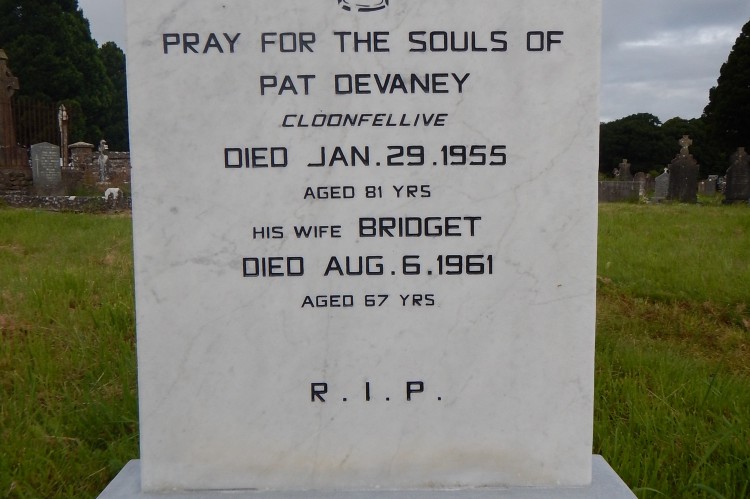 PRAY FOR THE SOULS OF
PAT DEVANEY
CLOONFELLIVE
DIED JAN.29.1955
AGED 81 YRS
HIS WIFE BRIDGET
DIED AUG.6.1961
AGED 67 YRS
R.I.P.